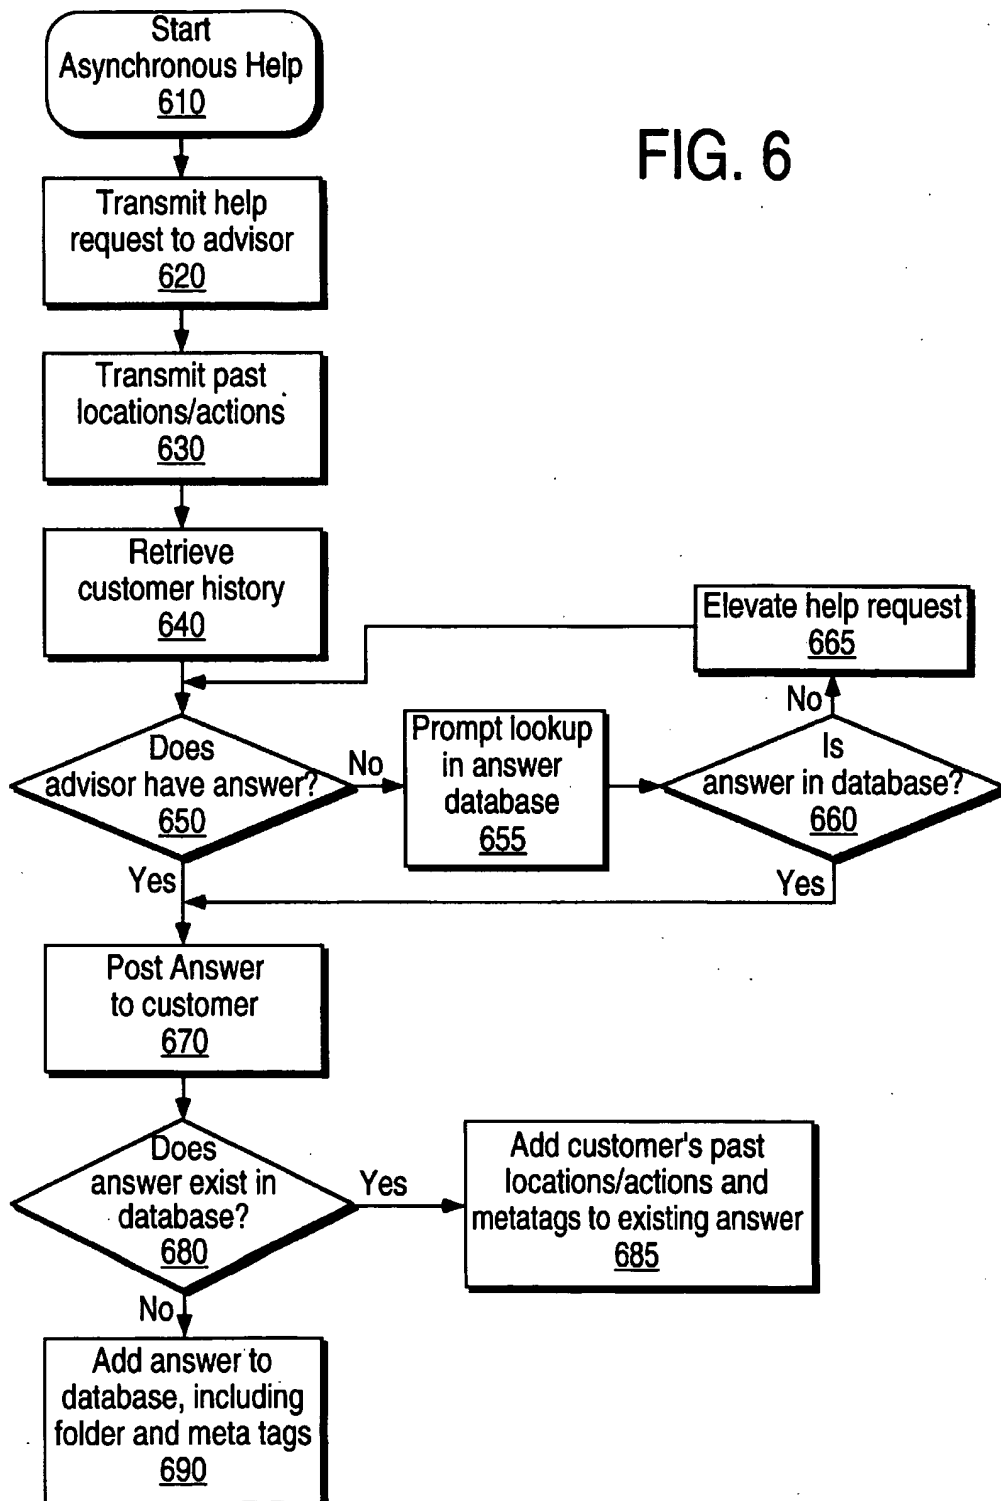 Start
Asynchronous Help
610
FIG. 6
Transmit help
request to advisor
620
Transmit past
locations/actions
630
Retrieve
customer history
640
Elevate help request
665
No
Does
advisor have answer?
650
No
Prompt lookup
in answer
database
655
Is
answer in database?
660
Yes
Yes
Post Answer
to customer
670
Does
answer exist in
database?
680
Yes
Add customer's past
locations/actions and
metatags to existing answer
685
No
Add answer to
database, including
folder and meta tags
690